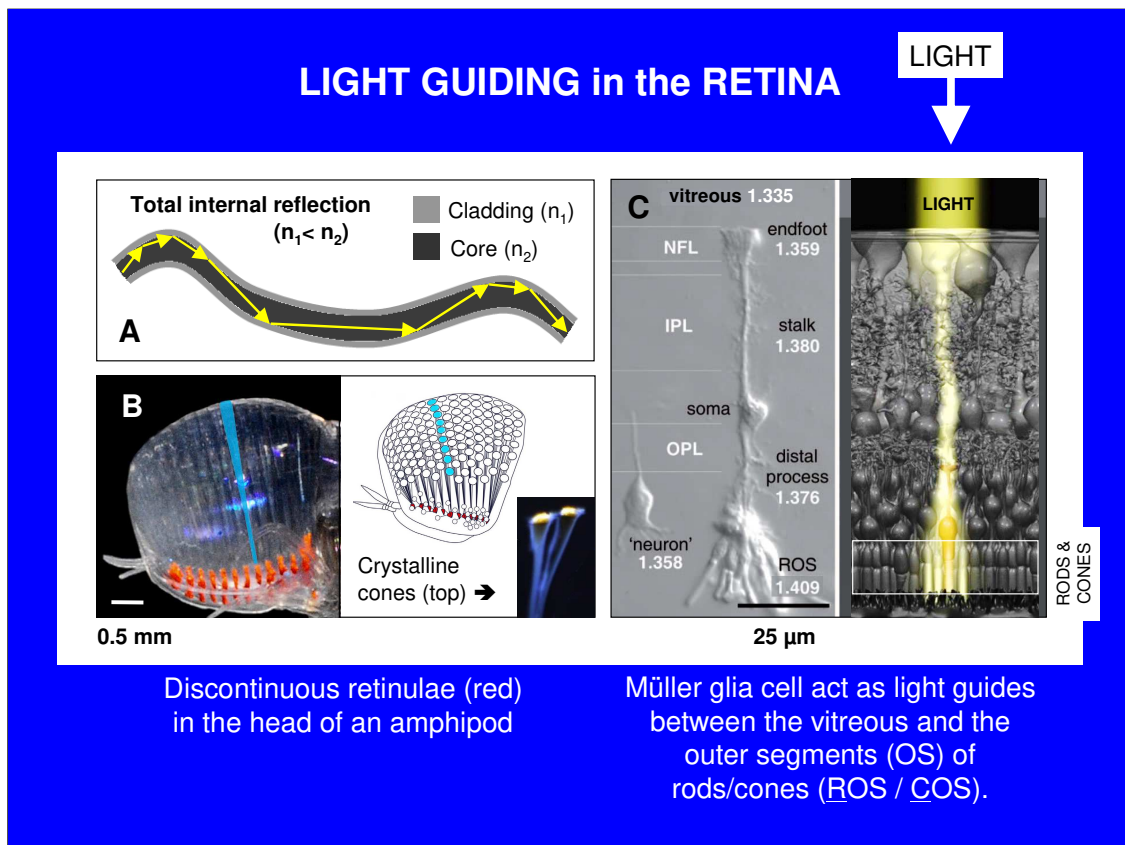 LIGHT GUIDING in the RETINA
LIGHT
Total internal reflection
(n1< n2)
Cladding (n1)
Core (n2)
A
B
Crystalline
cones (top) ➔
0.5 mm
Discontinuous retinulae (red)
in the head of an amphipod
C
vitreous 1.335
endfoot
1.359
NFL
IPL
stalk
1.380
soma
OPL
distal
process
1.376
'neuron'
1.358
ROS
1.409
25 µm
LIGHT
RODS &
CONES
Müller glia cell act as light guides
between the vitreous and the
outer segments (OS) of
rods/cones (ROS / COS).